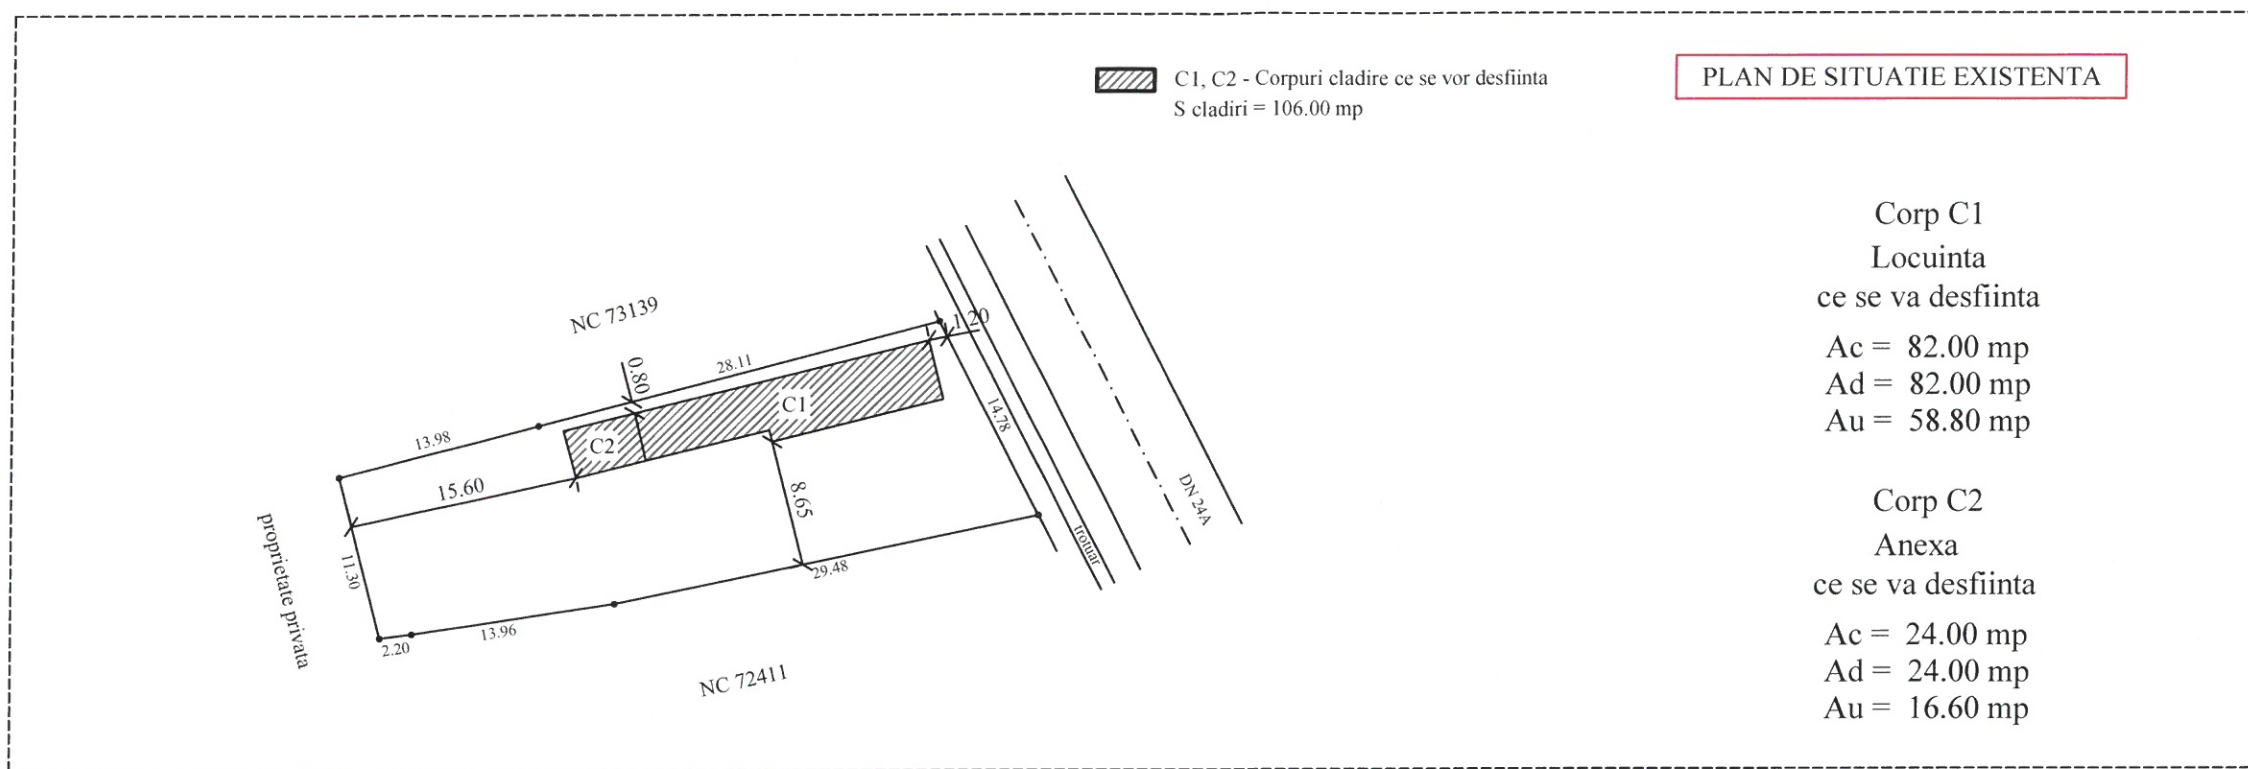 C1, C2 - Corpuri cladire ce se vor desfiinta
S cladiri = 106.00 mp
PLAN DE SITUATIE EXISTENTA
NC 73139
1.20
0.80
28.11
C1
13.98
C2
14.78
15.60
8.65
DN 24A
trotuar
proprietate privata
11.30
29.48
13.96
2.20
NC 72411
Corp C1
Locuinta
ce se va desfiinta
Ac = 82.00 mp
Ad = 82.00 mp
Au = 58.80 mp
Corp C2
Anexa
ce se va desfiinta
Ac = 24.00 mp
Ad = 24.00 mp
Au = 16.60 mp